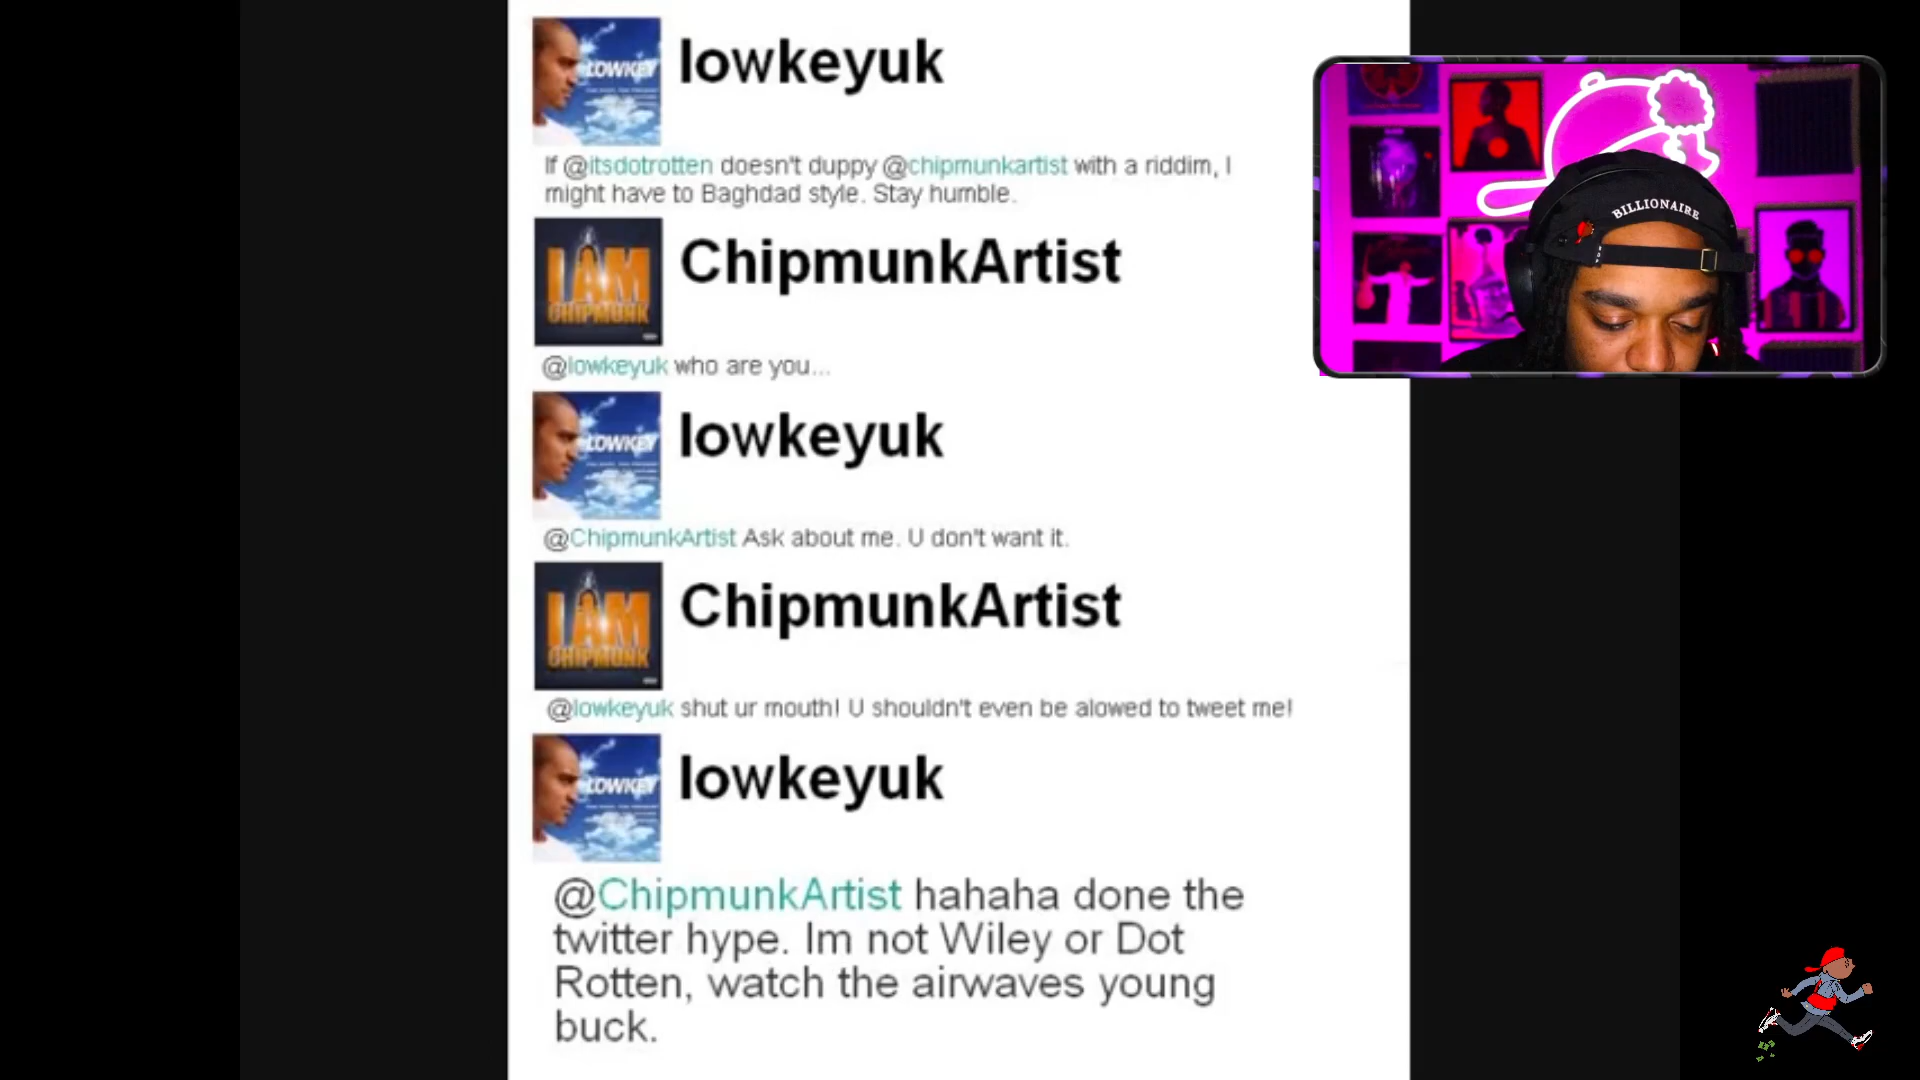 LOWKEY
lowkeyuk
If @itsdotrotten doesn't duppy @chipmunkartist with a riddim, I
might have to Baghdad style. Stay humble.
I AM
CHIPMUNK
ChipmunkArtist
@lowkeyuk who are you...
LOWKEY
lowkeyuk
@ChipmunkArtist Ask about me. U don't want it.
I AM
CHIPMUNK
ChipmunkArtist
@lowkeyuk shut ur mouth! U shouldn't even be alowed to tweet me!
LOWKEY
lowkeyuk
@ChipmunkArtist hahaha done the
twitter hype. Im not Wiley or Dot
Rotten, watch the airwaves young
buck.
BILLIONAIRE